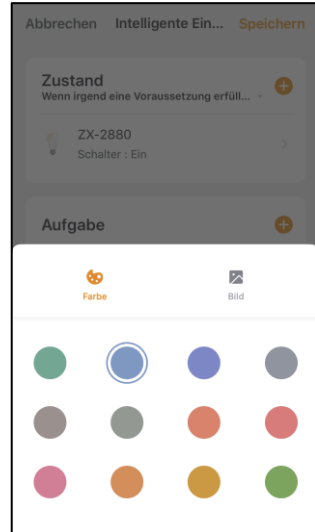 Abbrechen Intelligente Ein... Speichern
Zustand
Wenn irgend eine Voraussetzung erfüll...
ZX-2880
Schalter : Ein
Aufgabe
Farbe Bild